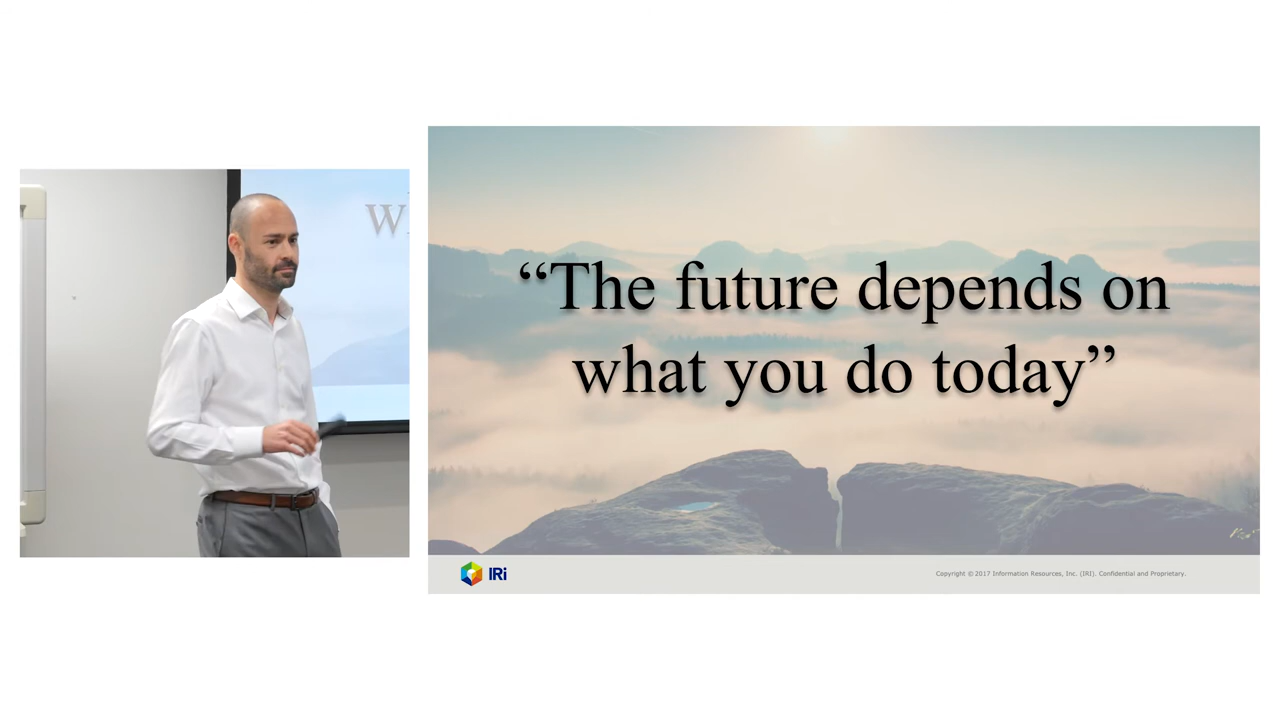 “The future depends on
what you do today”
IRi
Copyright © 2017 Information Resources, Inc. (IRI). Confidential and Proprietary.